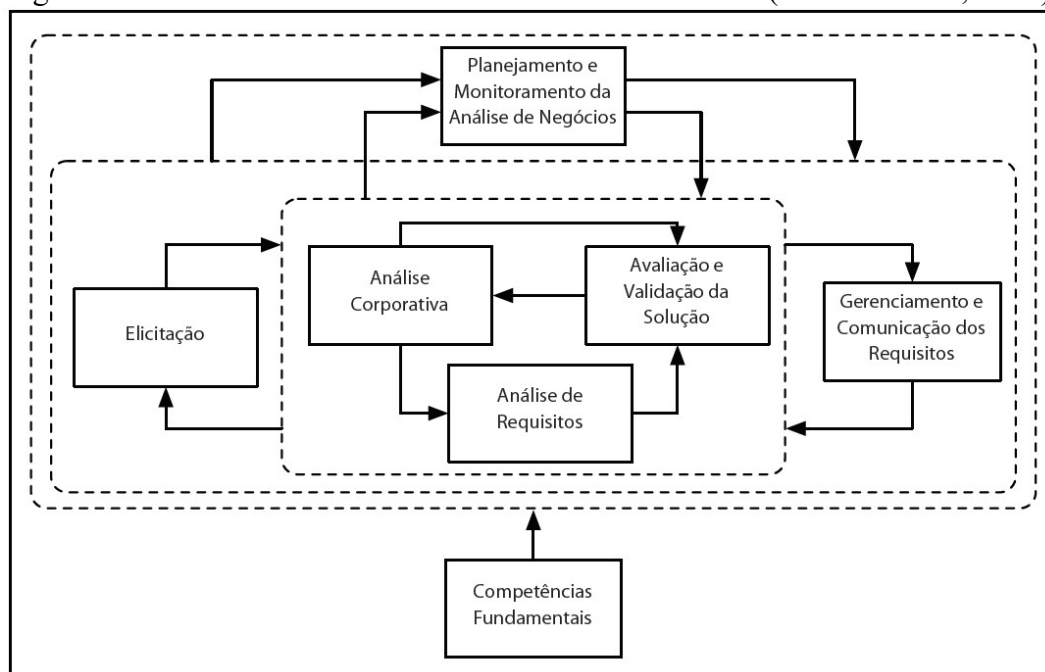 Planejamento e
Monitoramento da
Análise de Negócios
Análise
Corporativa
Avaliação e
Validação da
Solução
Elicitação
Gerenciamento e
Comunicação dos
Requisitos
Análise de
Requisitos
Competências
Fundamentais